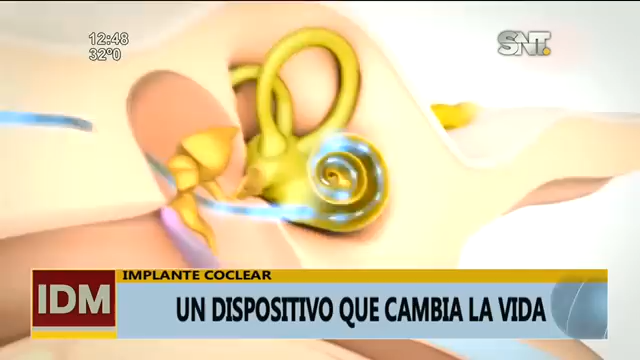 12:48
32°0
SNT.
IMPLANTE COCLEAR
IDM
UN DISPOSITIVO QUE CAMBIA LA VIDA